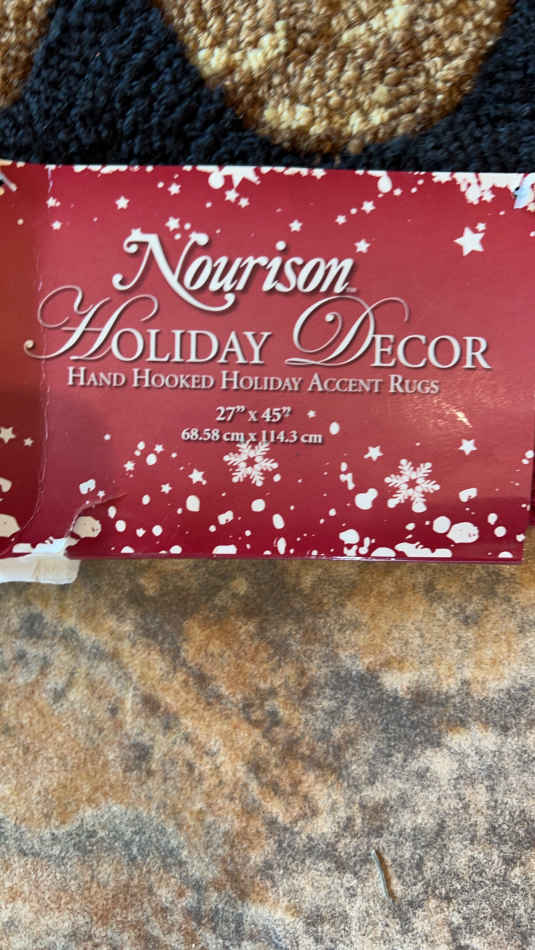 Nourison
HOLIDAY DECOR
HAND HOOKED HOLIDAY ACCENT RUGS
27” x 45”
68.58 cm x 114.3 cm